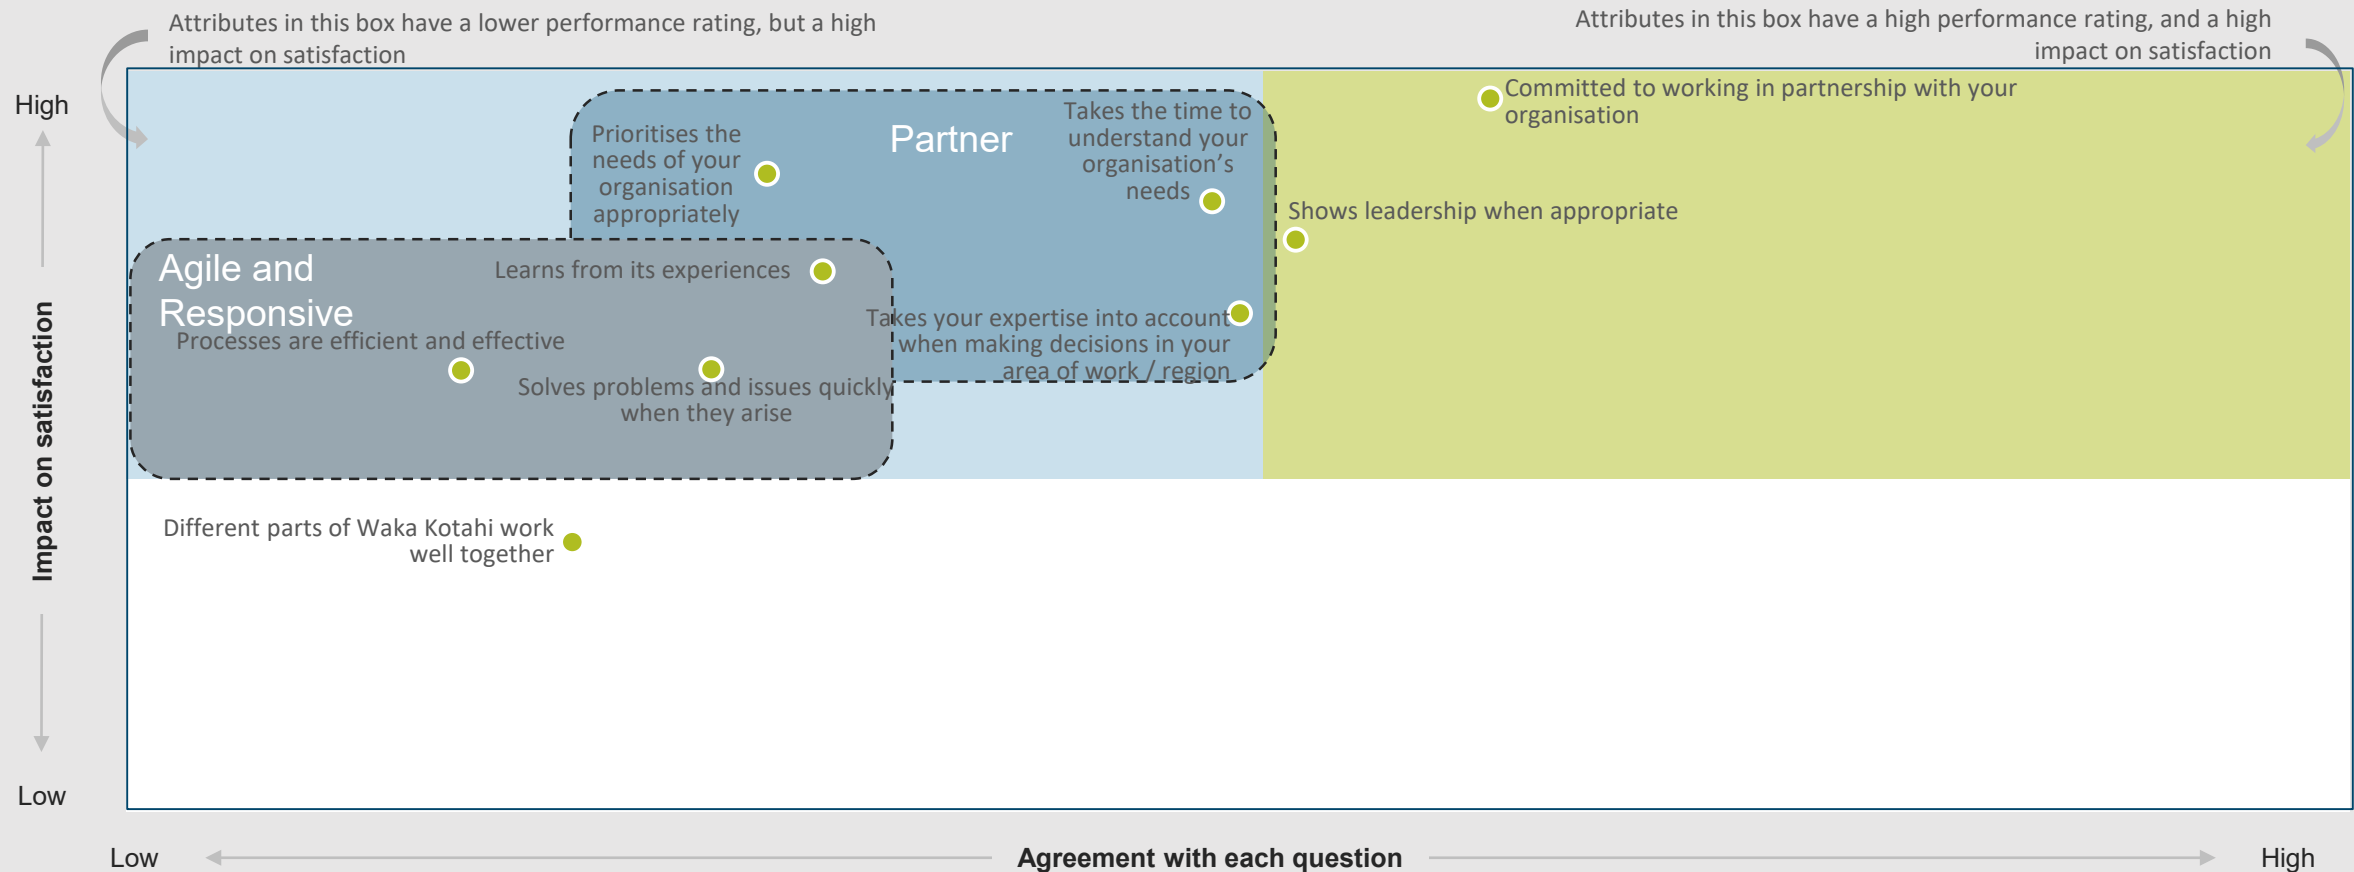 Attributes in this box have a lower performance rating, but a high
impact on satisfaction
Attributes in this box have a high performance rating, and a high
impact on satisfaction
High
Impact on satisfaction
Low
Prioritises the
needs of your
organisation
appropriately
Partner
Takes the time to
understand your
organisation’s
needs
Committed to working in partnership with your
organisation
Shows leadership when appropriate
Agile and
Responsive
Learns from its experiences
Processes are efficient and effective
Solves problems and issues quickly
when they arise
Takes your expertise into account
when making decisions in your
area of work / region
Different parts of Waka Kotahi work
well together
Low
Agreement with each question
High